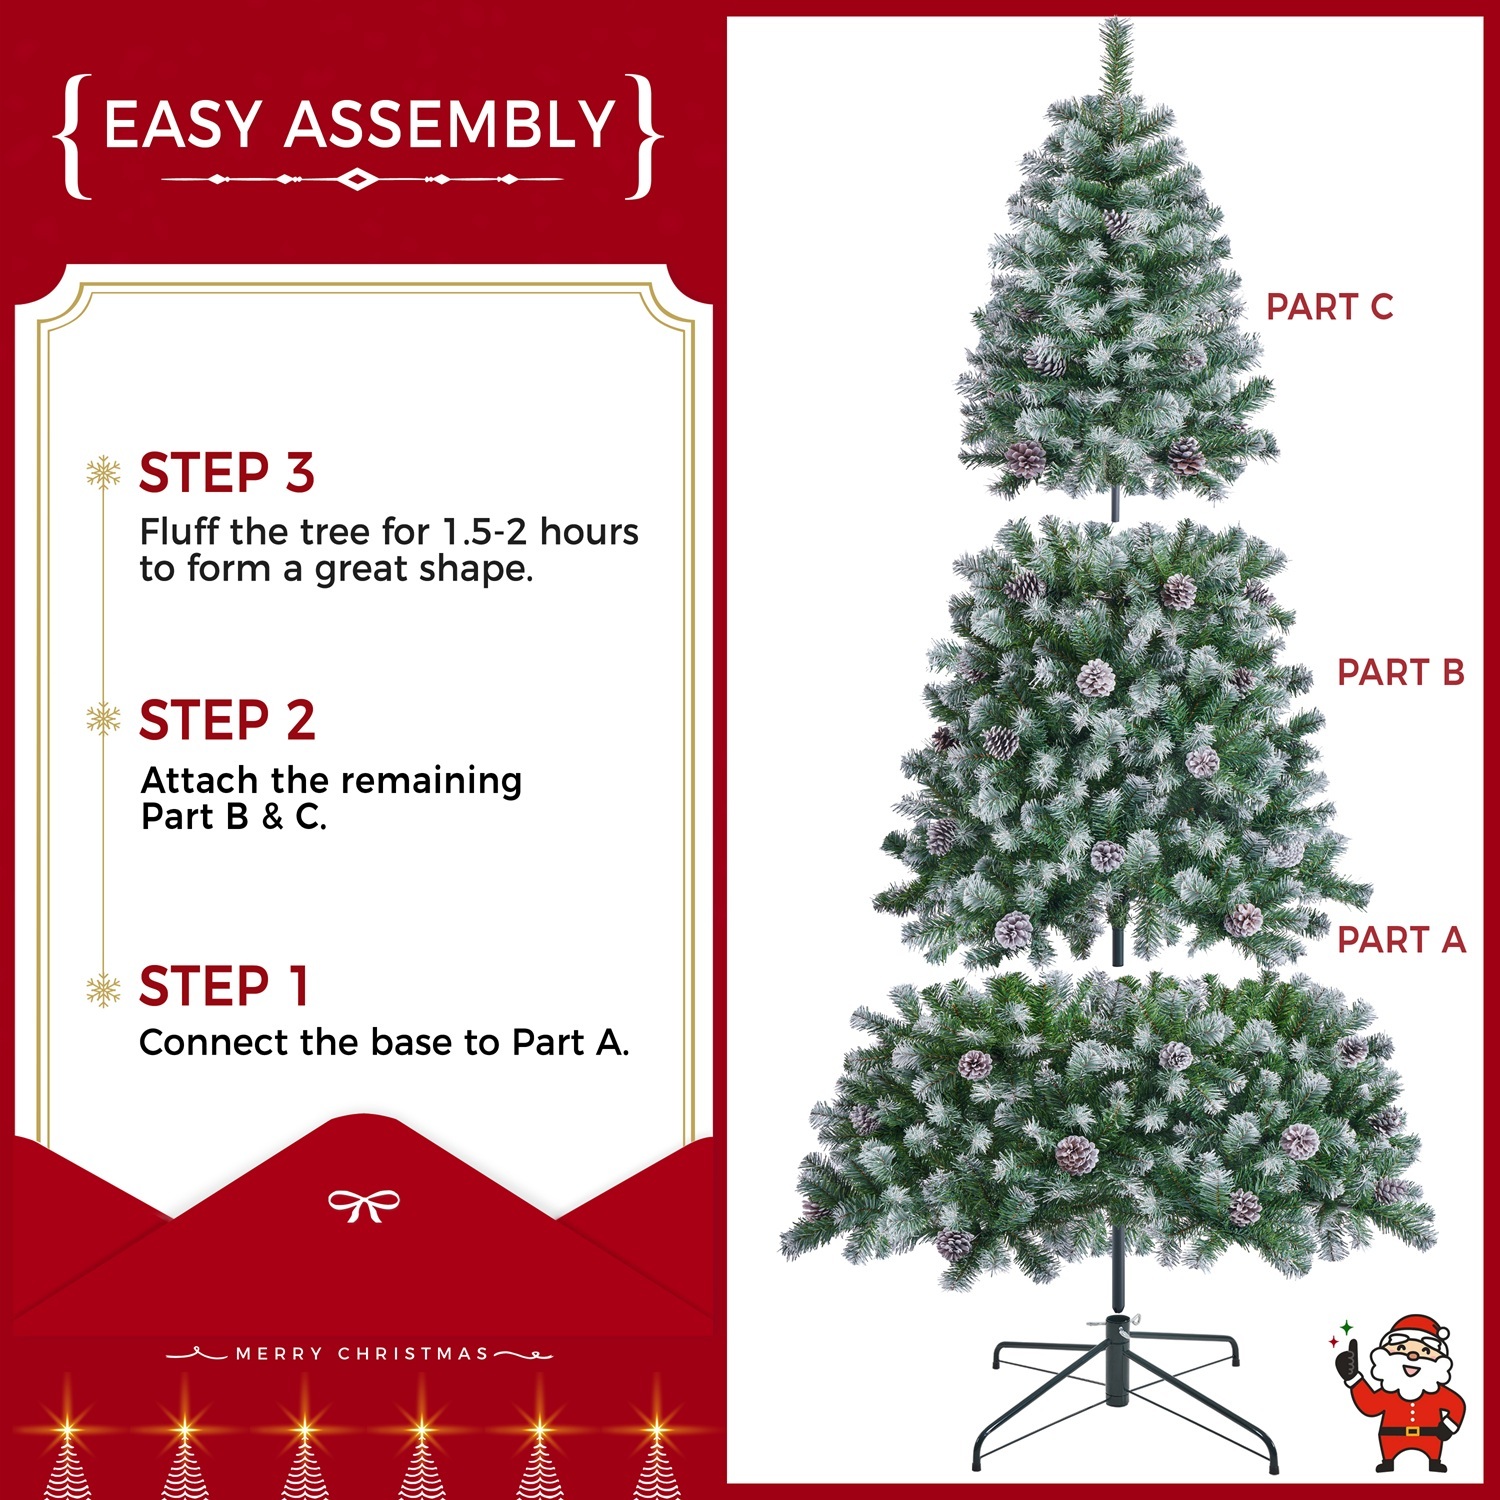 EASY ASSEMBLY
STEP 3
Fluff the tree for 1.5-2 hours
to form a great shape.
STEP 2
Attach the remaining
Part B & C.
STEP 1
Connect the base to Part A.
MERRY CHRISTMAS
PART C
PART B
PART A